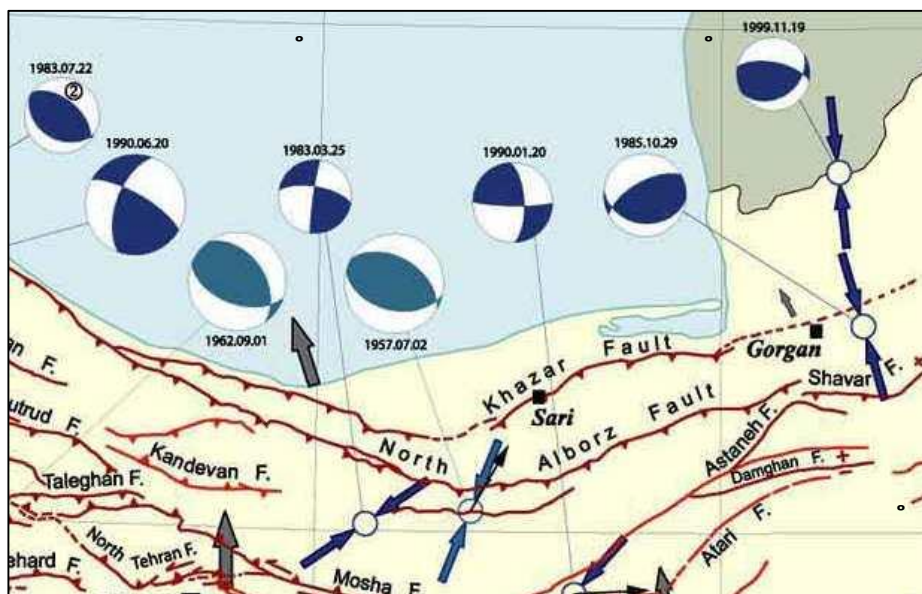 1999.11.19
1983.07.22
②
1990.06.20
1983.03.25
1990.01.20
1985.10.29
1962.09.01
1957.07.02
Khazar Fault
Gorgan
Sari
Shavar F.
North Alborz Fault
Astaneh F.
Damghan F.
Atari F.
F.
F.
Kandevan F.
Taleghan F.
North Tehran F.
F.
Mosha F.